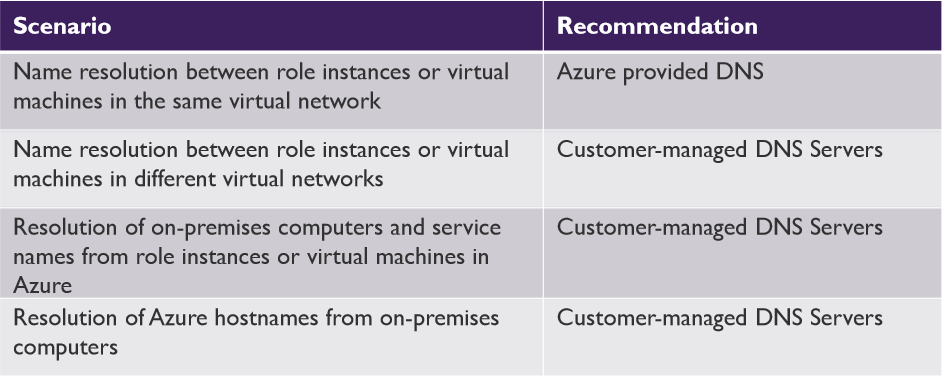 Scenario
Recommendation
Name resolution between role instances or virtual
machines in the same virtual network
Azure provided DNS
Name resolution between role instances or virtual
machines in different virtual networks
Customer-managed DNS Servers
Resolution of on-premises computers and service
names from role instances or virtual machines in
Azure
Customer-managed DNS Servers
Resolution of Azure hostnames from on-premises
computers
Customer-managed DNS Servers